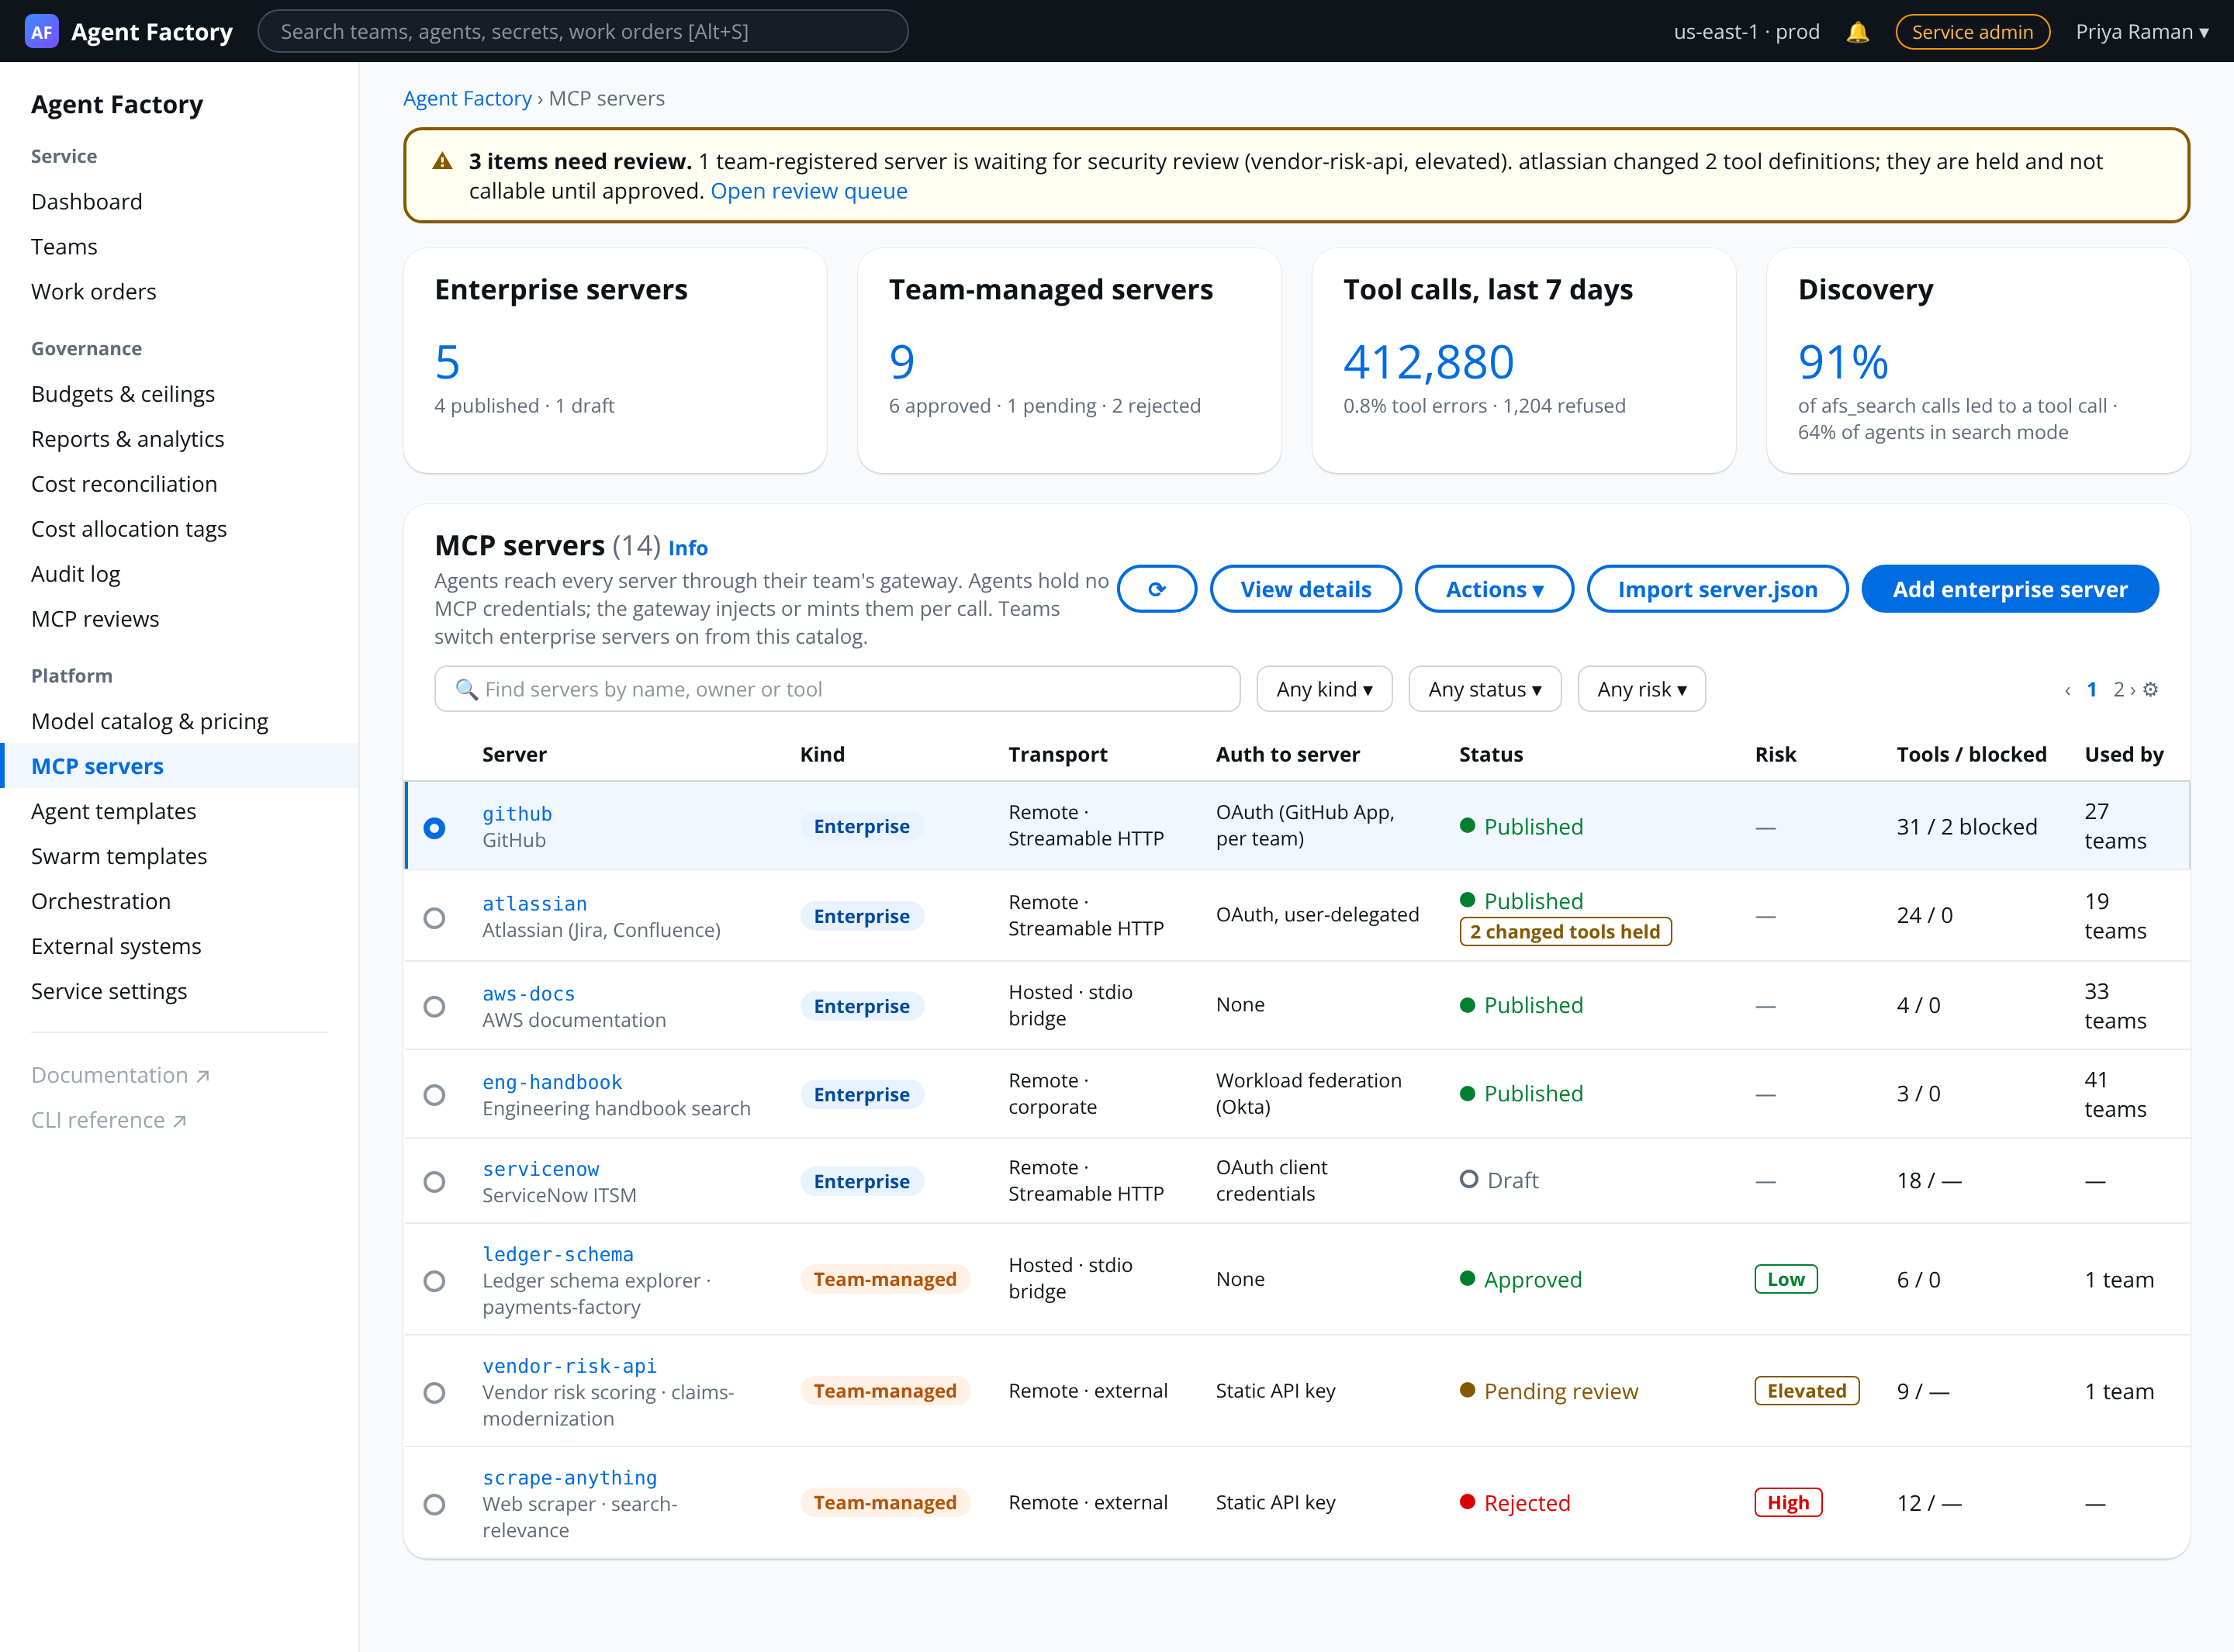 AF Agent Factory
Search teams, agents, secrets, work orders [Alt+S]
us-east-1 · prod
Service admin
Priya Raman ▾
Agent Factory
Service
Dashboard
Teams
Work orders
Governance
Budgets & ceilings
Reports & analytics
Cost reconciliation
Cost allocation tags
Audit log
MCP reviews
Platform
Model catalog & pricing
MCP servers
Agent templates
Swarm templates
Orchestration
External systems
Service settings
Documentation ↗
CLI reference ↗
Agent Factory › MCP servers
3 items need review. 1 team-registered server is waiting for security review (vendor-risk-api, elevated). atlassian changed 2 tool definitions; they are held and not
callable until approved. Open review queue
Enterprise servers
5
4 published · 1 draft
Team-managed servers
9
6 approved · 1 pending · 2 rejected
Tool calls, last 7 days
412,880
0.8% tool errors · 1,204 refused
Discovery
91%
of afs_search calls led to a tool call ·
64% of agents in search mode
MCP servers (14) Info
Agents reach every server through their team's gateway. Agents hold no
MCP credentials; the gateway injects or mints them per call. Teams
switch enterprise servers on from this catalog.
⟳
View details
Actions ▾
Import server.json
Add enterprise server
Find servers by name, owner or tool
Any kind ▾
Any status ▾
Any risk ▾
‹ 1 2 ›
Server Kind Transport Auth to server Status Risk Tools / blocked Used by
github
GitHub
Enterprise
Remote ·
Streamable HTTP
OAuth (GitHub App,
per team)
Published
—
31 / 2 blocked
27
teams
atlassian
Atlassian (Jira, Confluence)
Enterprise
Remote ·
Streamable HTTP
OAuth, user-delegated
Published
2 changed tools held
—
24 / 0
19
teams
aws-docs
AWS documentation
Enterprise
Hosted · stdio
bridge
None
Published
—
4 / 0
33
teams
eng-handbook
Engineering handbook search
Enterprise
Remote ·
corporate
Workload federation
(Okta)
Published
—
3 / 0
41
teams
servicenow
ServiceNow ITSM
Enterprise
Remote ·
Streamable HTTP
OAuth client
credentials
Draft
—
18 / —
—
ledger-schema
Ledger schema explorer ·
payments-factory
Team-managed
Hosted · stdio
bridge
None
Approved
Low
6 / 0
1 team
vendor-risk-api
Vendor risk scoring · claims-
modernization
Team-managed
Remote · external
Static API key
Pending review
Elevated
9 / —
1 team
scrape-anything
Web scraper · search-
relevance
Team-managed
Remote · external
Static API key
Rejected
High
12 / —
—